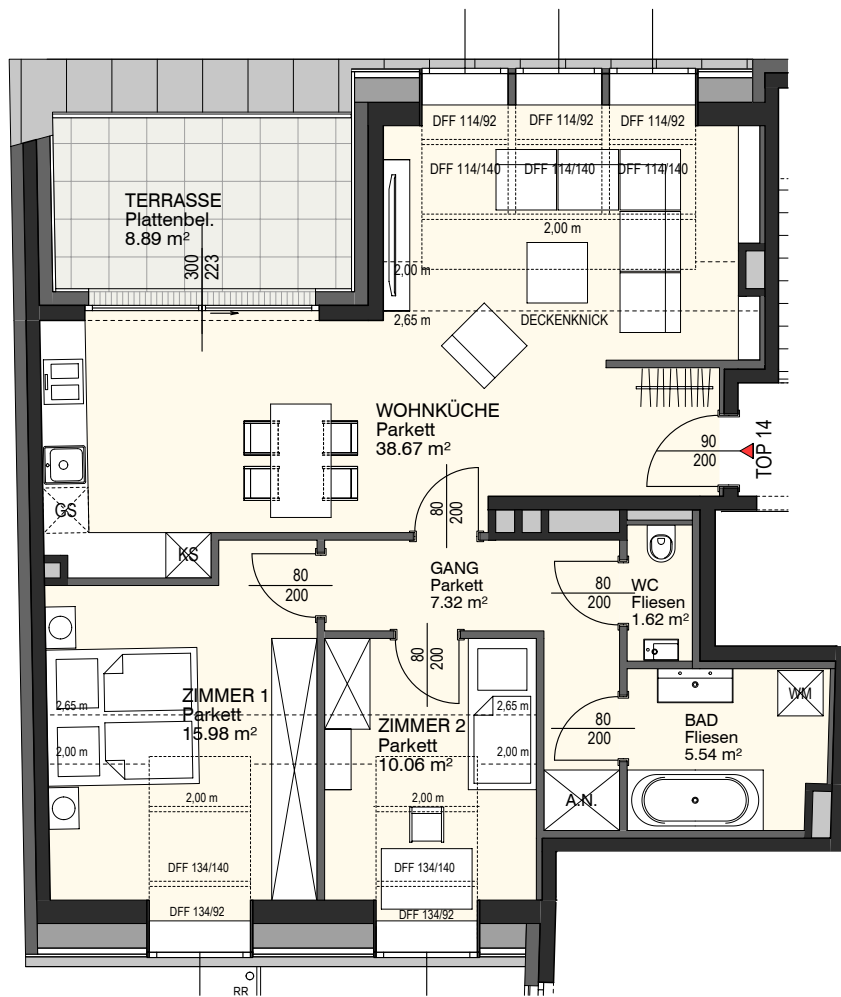 DFF 114/92
DFF 114/92
DFF 114/92
DFF 114/140
DFF 114/140
DFF 114/140
TERRASSE
Plattenbel.
8.89 m²
300
223
2,00 m
2,00 m
2,65 m
DECKENKNICK
WOHNKÜCHE
Parkett
38.67 m²
90
200
TOP 14
GS
KS
80
200
GANG
Parkett
7.32 m²
80
200
80
200
WC
Fliesen
1.62 m²
80
200
ZIMMER 1
Parkett
15.98 m²
2,65 m
2,00 m
2,00 m
ZIMMER 2
Parkett
10.06 m²
2,65 m
2,00 m
2,00 m
80
200
BAD
Fliesen
5.54 m²
WM
A.N.
DFF 134/140
DFF 134/140
DFF 134/92
DFF 134/92
RR